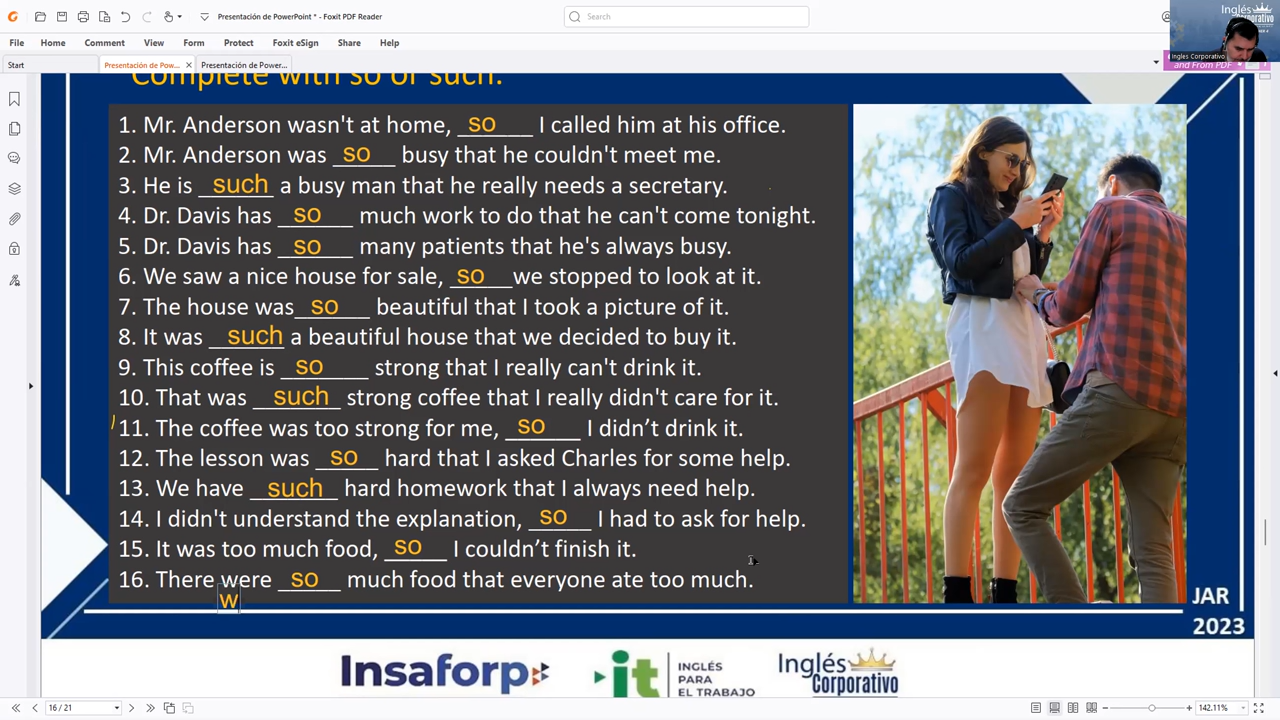 Presentación de PowerPoint * - Foxit PDF Reader
Search
File Home Comment View Form Protect Foxit eSign Share Help
Start Presentación de Pow... Presentación de Power...
Inglés
Corporativo
Ingles Corporativo
and From PDF
Complete with so or such.
1. Mr. Anderson wasn't at home, so I called him at his office.
2. Mr. Anderson was so busy that he couldn't meet me.
3. He is such a busy man that he really needs a secretary.
4. Dr. Davis has so much work to do that he can't come tonight.
5. Dr. Davis has so many patients that he's always busy.
6. We saw a nice house for sale, so we stopped to look at it.
7. The house was so beautiful that I took a picture of it.
8. It was such a beautiful house that we decided to buy it.
9. This coffee is so strong that I really can't drink it.
10. That was such strong coffee that I really didn't care for it.
11. The coffee was too strong for me, so I didn’t drink it.
12. The lesson was so hard that I asked Charles for some help.
13. We have such hard homework that I always need help.
14. I didn't understand the explanation, so I had to ask for help.
15. It was too much food, so I couldn’t finish it.
16. There were so much food that everyone ate too much.
w
JAR
2023
Insaforp
it INGLÉS
PARA
EL TRABAJO
Inglés
Corporativo
16 / 21
142.11%